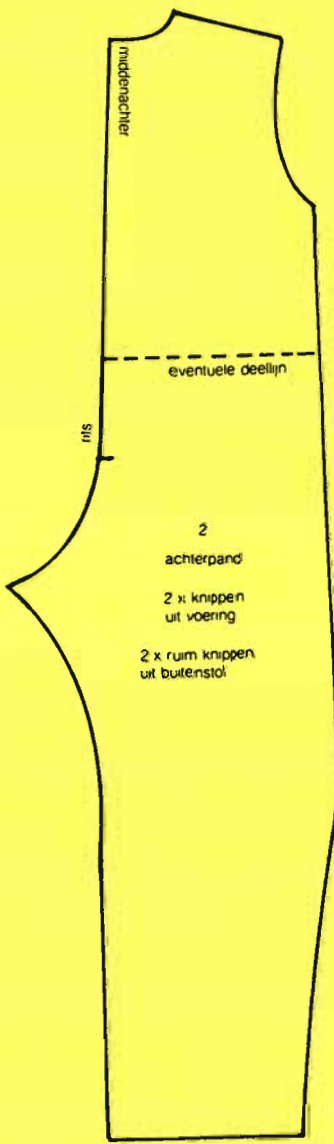 middenachter
eventuele deellijn
rits
2
achterpand
2 x knippen
uit voering
2 x ruim knippen
uit buitenstof